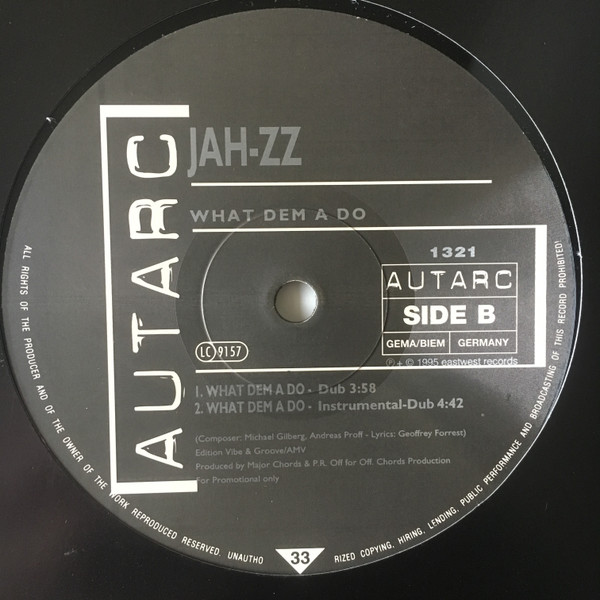 AUTARC
JAH-ZZ
WHAT DEM A DO
1321
AUTARC
SIDE B
GEMA/BIEM GERMANY
℗ + © 1995 eastwest records
LC 9157
1. WHAT DEM A DO - Dub 3:58
2. WHAT DEM A DO - Instrumental-Dub 4:42
(Composer: Michael Gilberg, Andreas Proff - Lyrics: Geoffrey Forrest)
Edition Vibe & Groove/AMV
Produced by Major Chords & P.R. Off for Off. Chords Production
For Promotional only
ALL RIGHTS OF THE PRODUCER AND OF THE OWNER OF THE WORK REPRODUCED RESERVED. UNAUTHO
33
RIZED COPYING, HIRING, LENDING, PUBLIC PERFORMANCE AND BROADCASTING OF THIS RECORD PROHIBITED!